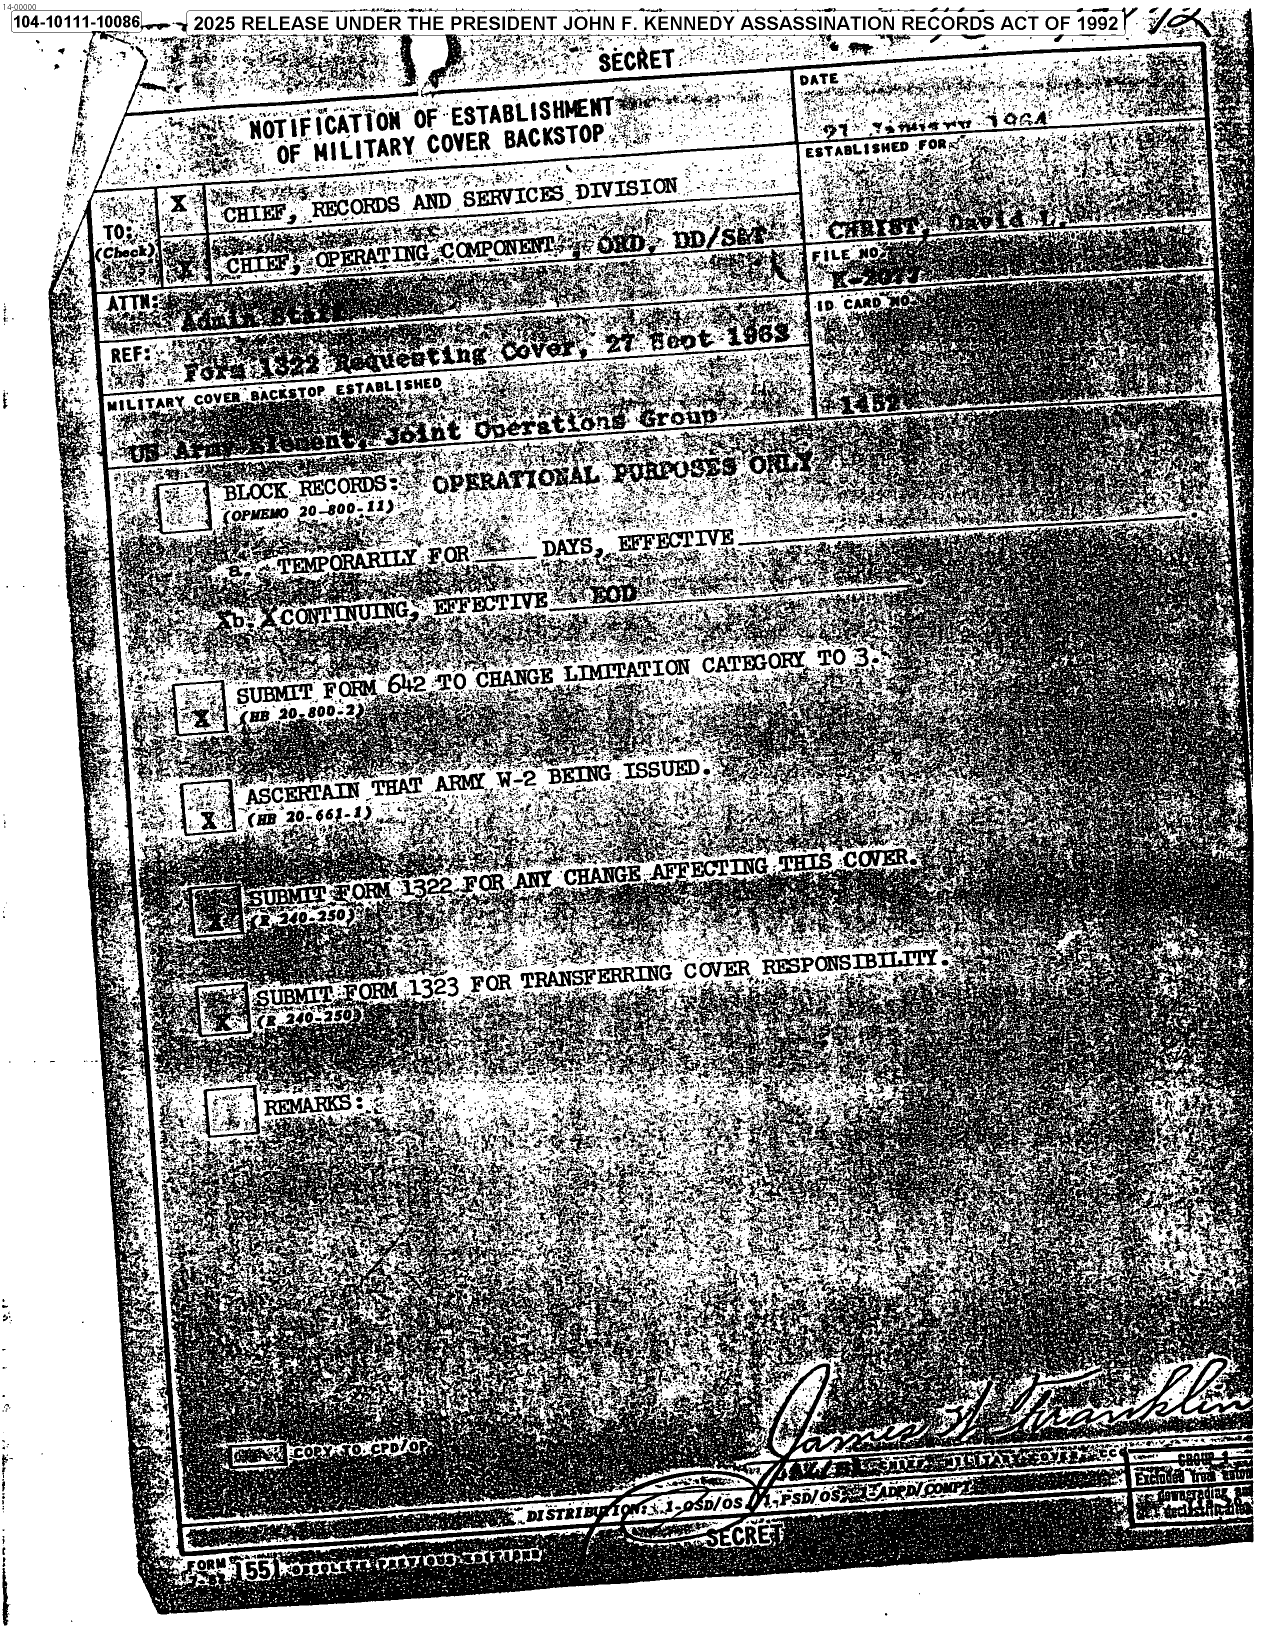 14-00000
104-10111-10086
2025 RELEASE UNDER THE PRESIDENT JOHN F. KENNEDY ASSASSINATION RECORDS ACT OF 1992
SECRET
NOTIFICATION OF ESTABLISHMENT
OF MILITARY COVER BACKSTOP
DATE
21 January 1964
TO:
(Check)
X CHIEF, RECORDS AND SERVICES DIVISION
X CHIEF, OPERATING COMPONENT, ORD, DD/S&T
ESTABLISHED FOR
CHRIST, David L.
FILE NO.
K-2077
ATTN:
Admin Staff
ID CARD NO.
1452
REF:
Form 1322 Requesting Cover, 27 Sept 1963
MILITARY COVER BACKSTOP ESTABLISHED
US Army Element, Joint Operations Group
BLOCK RECORDS: OPERATIONAL PURPOSES ONLY
(OPMEMO 20-800-11)
a. TEMPORARILY FOR ____ DAYS, EFFECTIVE ____.
Xb. X CONTINUING, EFFECTIVE EOD.
SUBMIT FORM 642 TO CHANGE LIMITATION CATEGORY TO 3.
X (HB 20-800-2)
ASCERTAIN THAT ARMY W-2 BEING ISSUED.
X (HB 20-661-1)
SUBMIT FORM 1322 FOR ANY CHANGE AFFECTING THIS COVER.
X (R 240-250)
SUBMIT FORM 1323 FOR TRANSFERRING COVER RESPONSIBILITY.
X (R 240-250)
REMARKS:
James W Franklin
COPY TO CPD/OP
CHIEF, MILITARY COVER, CC
DISTRIBUTION: 1-OSD/OS, 1-PSD/OS, 1-ADPD/COMPT
GROUP 1
Excluded from
downgrading
declassification
SECRET
FORM 1551 OBSOLETE PREVIOUS EDITIONS